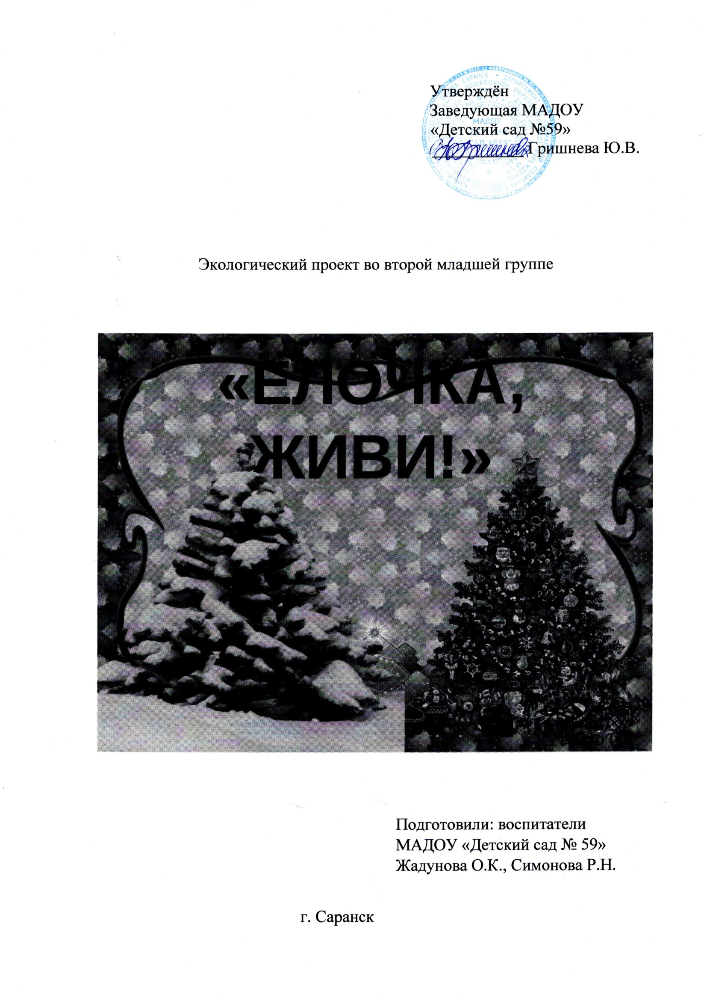 Утверждён
Заведующая МАДОУ
«Детский сад №59»
Гришнева Ю.В.
Экологический проект во второй младшей группе
«ЕЛОЧКА,
ЖИВИ!»
Подготовили: воспитатели
МАДОУ «Детский сад № 59»
Жадунова О.К., Симонова Р.Н.
г. Саранск